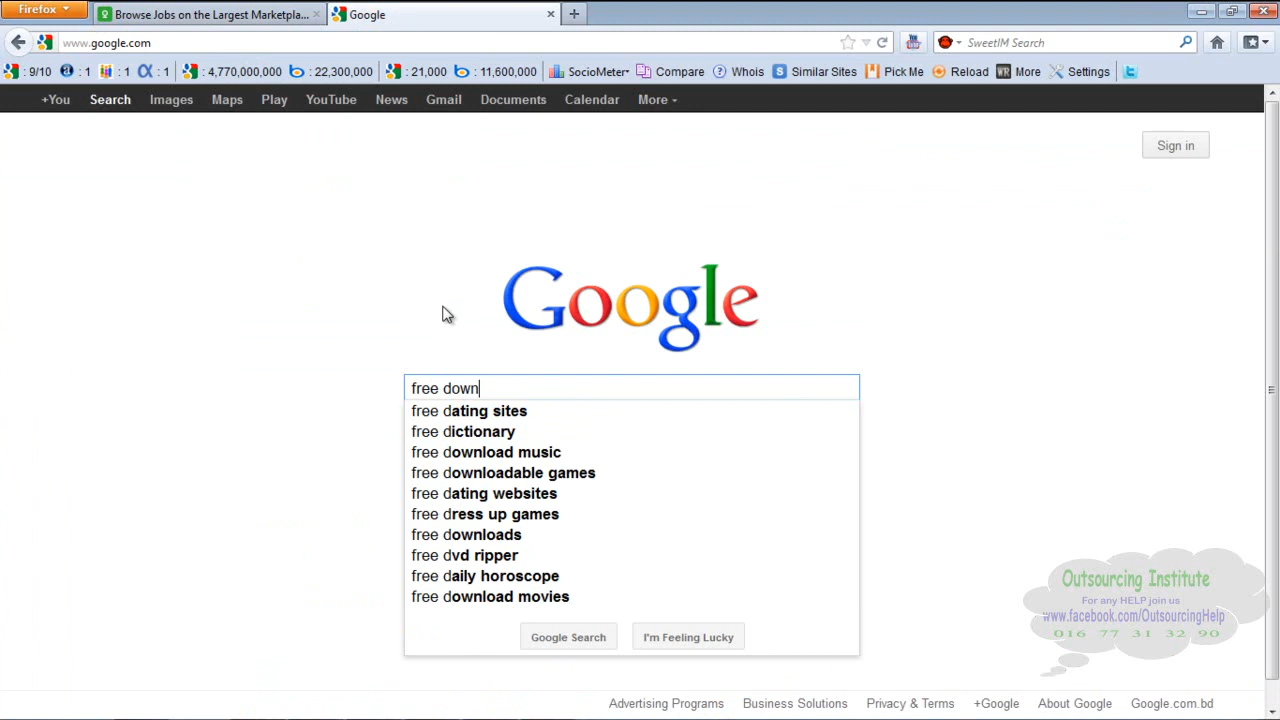 Firefox
Browse Jobs on the Largest Marketpla...
Google
www.google.com
SweetIM Search
: 9/10 : 1 : 1 : 1 : 4,770,000,000 : 22,300,000 : 21,000 : 11,600,000 SocioMeter Compare Whois Similar Sites Pick Me Reload WR More Settings
+You Search Images Maps Play YouTube News Gmail Documents Calendar More
Sign in
Google
free down
free dating sites
free dictionary
free download music
free downloadable games
free dating websites
free dress up games
free downloads
free dvd ripper
free daily horoscope
free download movies
Google Search I'm Feeling Lucky
Outsourcing Institute
For any HELP join us
www.facebook.com/OutsourcingHelp
016 77 31 32 90
Advertising Programs Business Solutions Privacy & Terms +Google About Google Google.com.bd